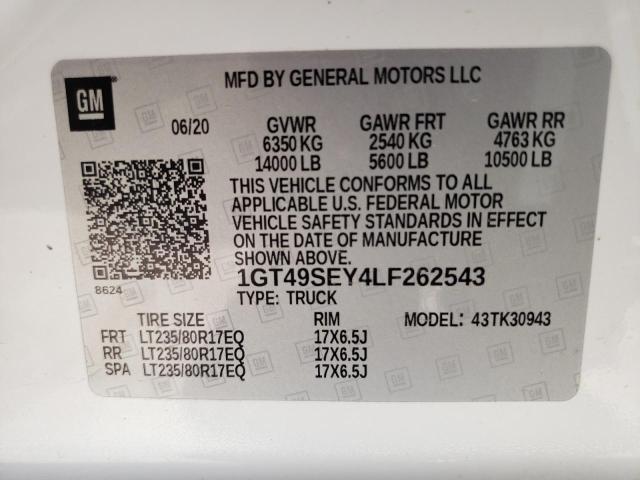 GM
MFD BY GENERAL MOTORS LLC
06/20 GVWR GAWR FRT GAWR RR
6350 KG 2540 KG 4763 KG
14000 LB 5600 LB 10500 LB
THIS VEHICLE CONFORMS TO ALL
APPLICABLE U.S. FEDERAL MOTOR
VEHICLE SAFETY STANDARDS IN EFFECT
ON THE DATE OF MANUFACTURE
SHOWN ABOVE.
8624
1GT49SEY4LF262543
TYPE: TRUCK
TIRE SIZE RIM MODEL: 43TK30943
FRT LT235/80R17EQ 17X6.5J
RR LT235/80R17EQ 17X6.5J
SPA LT235/80R17EQ 17X6.5J